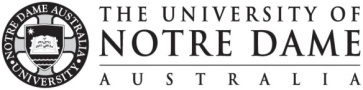 NOTRE DAME AUSTRALIA
• UNIVERSITY •
THE UNIVERSITY OF
NOTRE DAME
AUSTRALIA